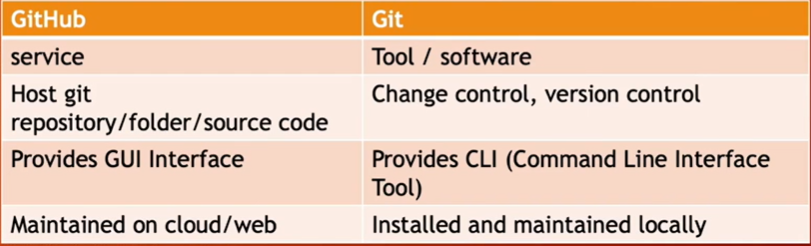 GitHub Git
service Tool / software
Host git Change control, version control
repository/folder/source code
Provides GUI Interface Provides CLI (Command Line Interface
Tool)
Maintained on cloud/web Installed and maintained locally